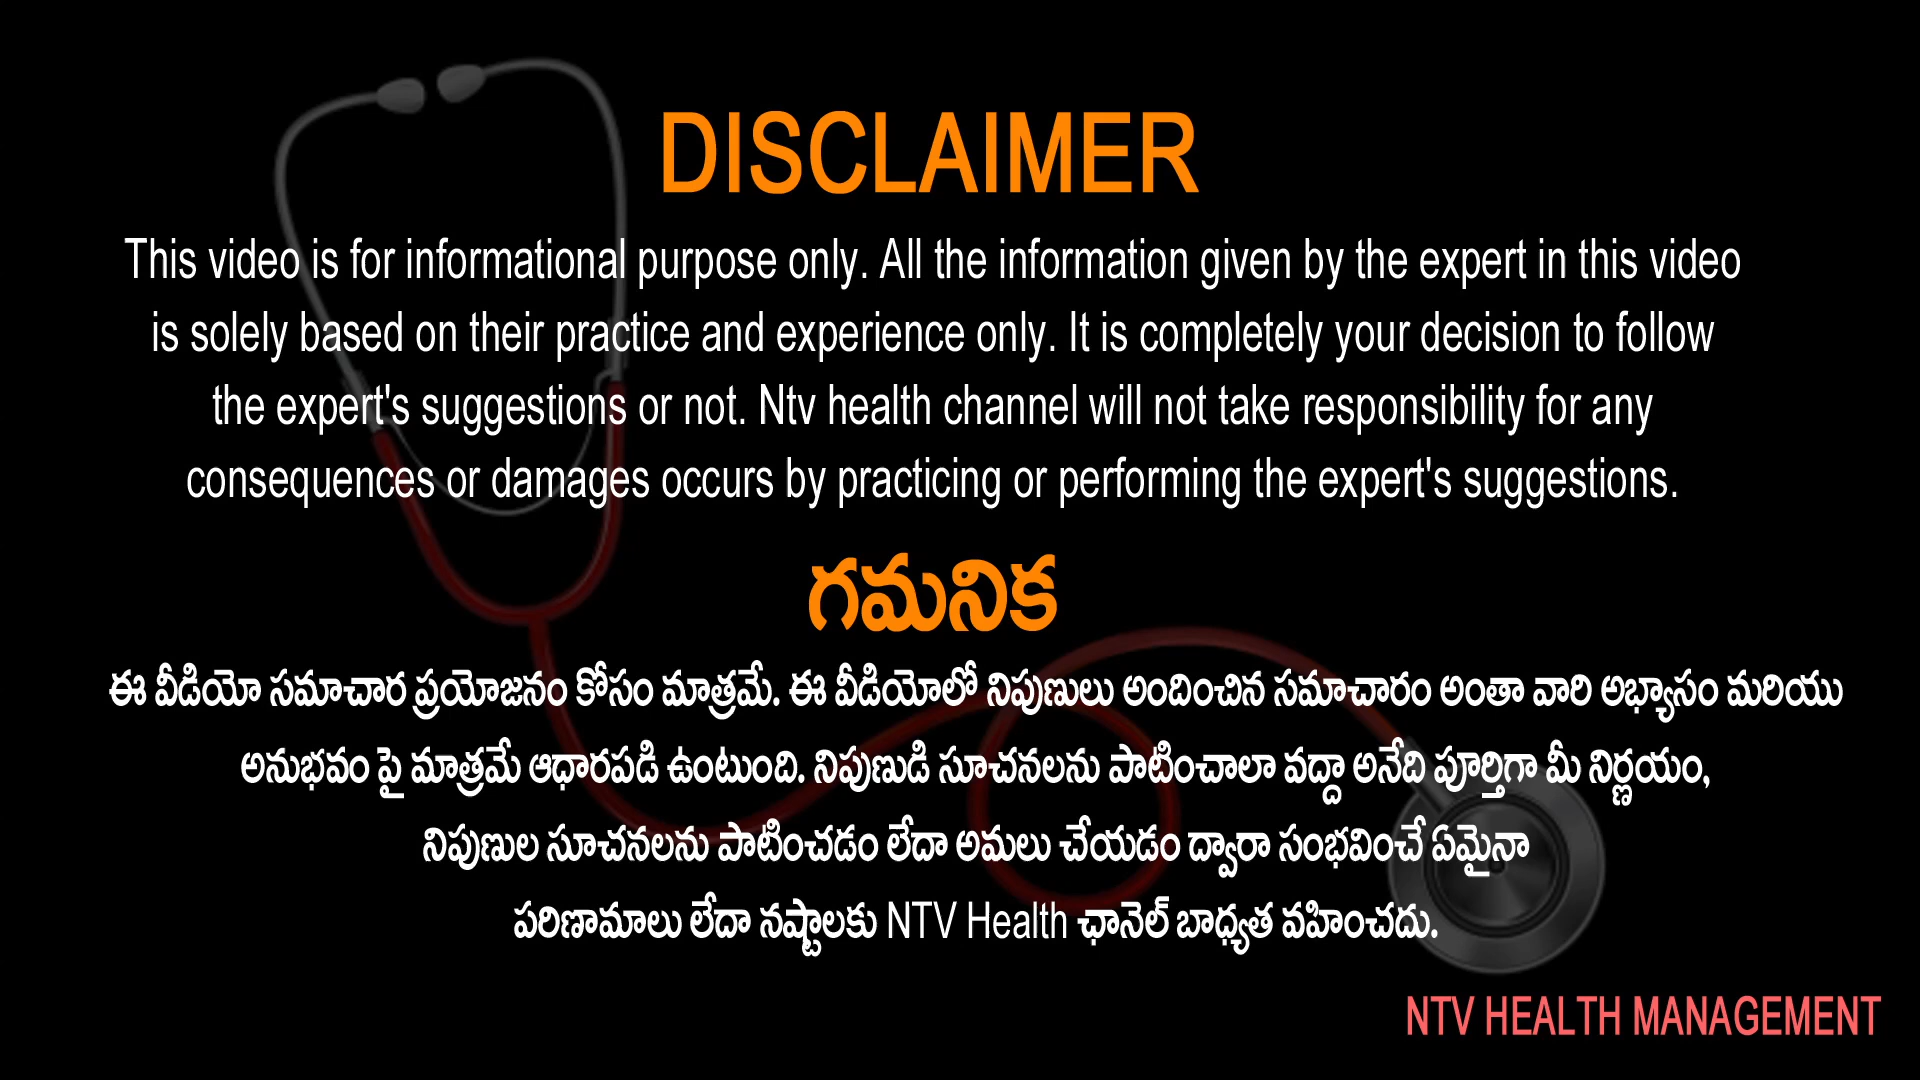 DISCLAIMER
This video is for informational purpose only. All the information given by the expert in this video
is solely based on their practice and experience only. It is completely your decision to follow
the expert's suggestions or not. Ntv health channel will not take responsibility for any
consequences or damages occurs by practicing or performing the expert's suggestions.
గమనిక
ఈ వీడియో సమాచార ప్రయోజనం కోసం మాత్రమే. ఈ వీడియోలో నిపుణులు అందించిన సమాచారం అంతా వారి అభ్యాసం మరియు
అనుభవం పై మాత్రమే ఆధారపడి ఉంటుంది. నిపుణుడి సూచనలను పాటించాలా వద్దా అనేది పూర్తిగా మీ నిర్ణయం,
నిపుణుల సూచనలను పాటించడం లేదా అమలు చేయడం ద్వారా సంభవించే ఏమైనా
పరిణామాలు లేదా నష్టాలకు NTV Health ఛానెల్ బాధ్యత వహించదు.
NTV HEALTH MANAGEMENT